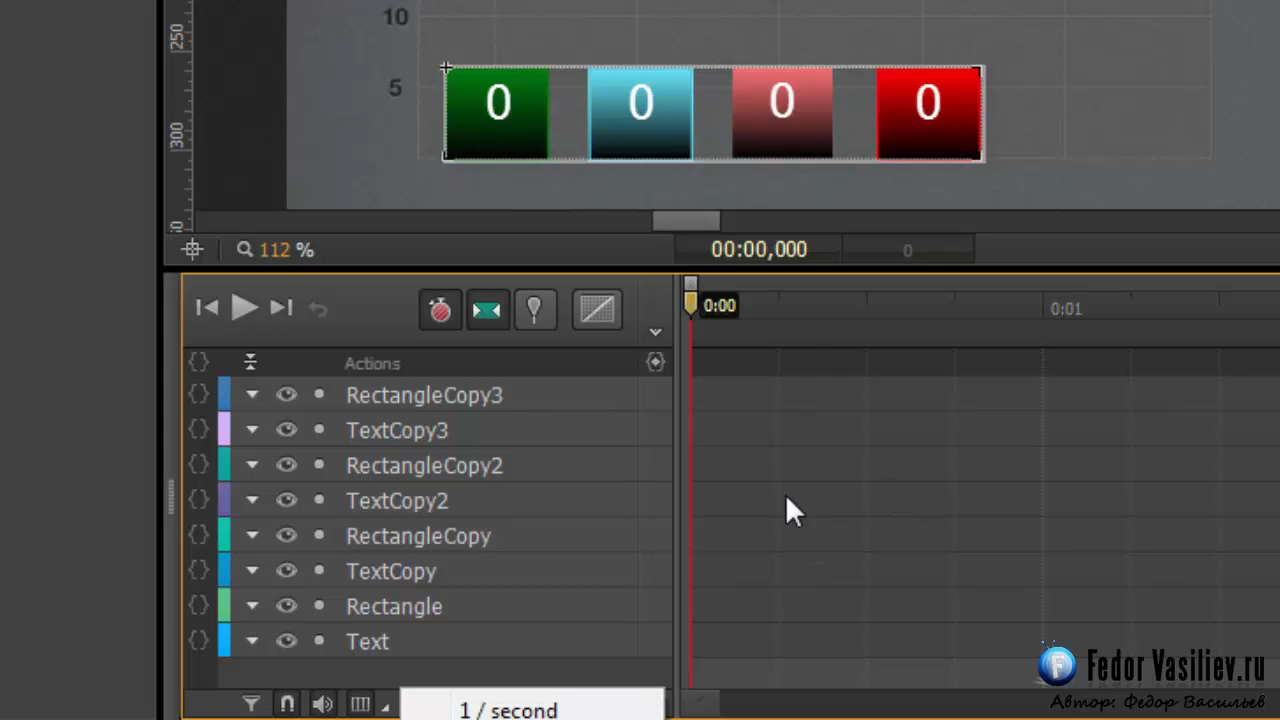 10
250
5
0 0 0 0
300
112 %
00:00,000
0
0:00
0:01
Actions
RectangleCopy3
TextCopy3
RectangleCopy2
TextCopy2
RectangleCopy
TextCopy
Rectangle
Text
1 / second
Fedor Vasiliev.ru
Автор: Федор Васильев